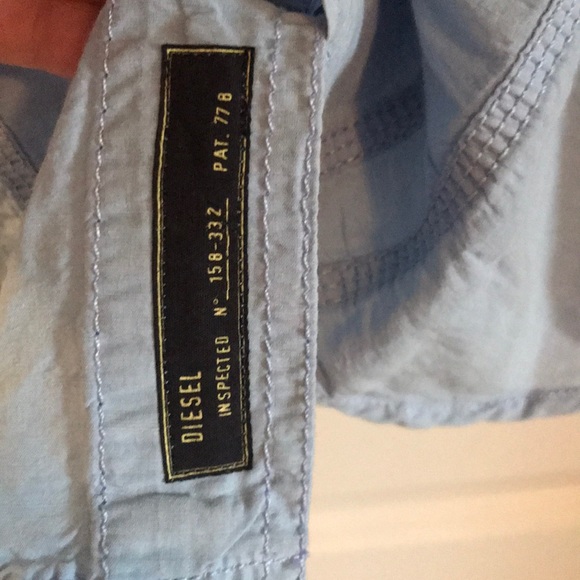 DIESEL
INSPECTED N° 158-332 PAT. 778